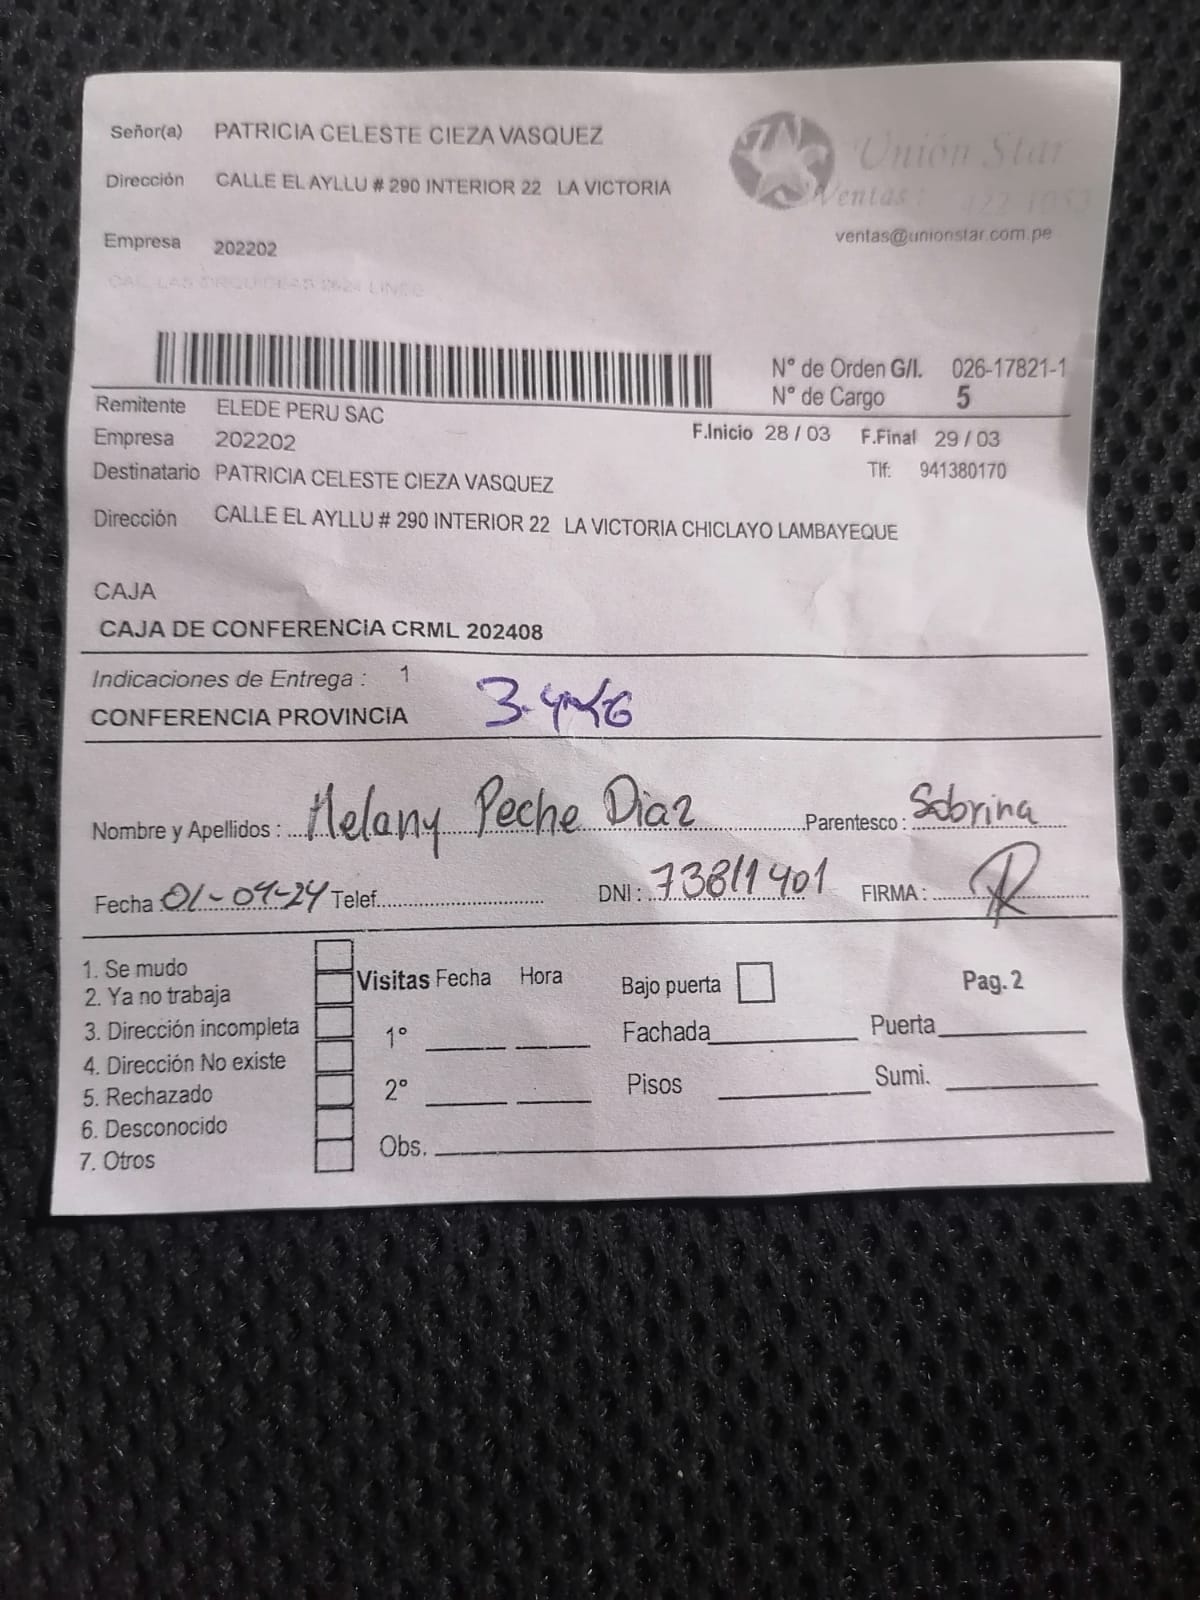 Señor(a) PATRICIA CELESTE CIEZA VASQUEZ
Unión Star
Dirección CALLE EL AYLLU # 290 INTERIOR 22 LA VICTORIA
Ventas :
ventas@unionstar.com.pe
Empresa 202202
N° de Orden G/I. 026-17821-1
N° de Cargo 5
Remitente ELEDE PERU SAC
Empresa 202202
F.Inicio 28 / 03 F.Final 29 / 03
Destinatario PATRICIA CELESTE CIEZA VASQUEZ
Tlf: 941380170
Dirección CALLE EL AYLLU # 290 INTERIOR 22 LA VICTORIA CHICLAYO LAMBAYEQUE
CAJA
CAJA DE CONFERENCIA CRML 202408
Indicaciones de Entrega : 1
CONFERENCIA PROVINCIA
Nombre y Apellidos : Melany Peche Diaz Parentesco : Sobrina
Fecha 01-04-24 Telef. DNI : 73811401 FIRMA :
1. Se mudo
2. Ya no trabaja
3. Dirección incompleta
4. Dirección No existe
5. Rechazado
6. Desconocido
7. Otros
Visitas Fecha Hora
1°
2°
Obs.
Bajo puerta
Fachada
Pisos
Pag. 2
Puerta
Sumi.